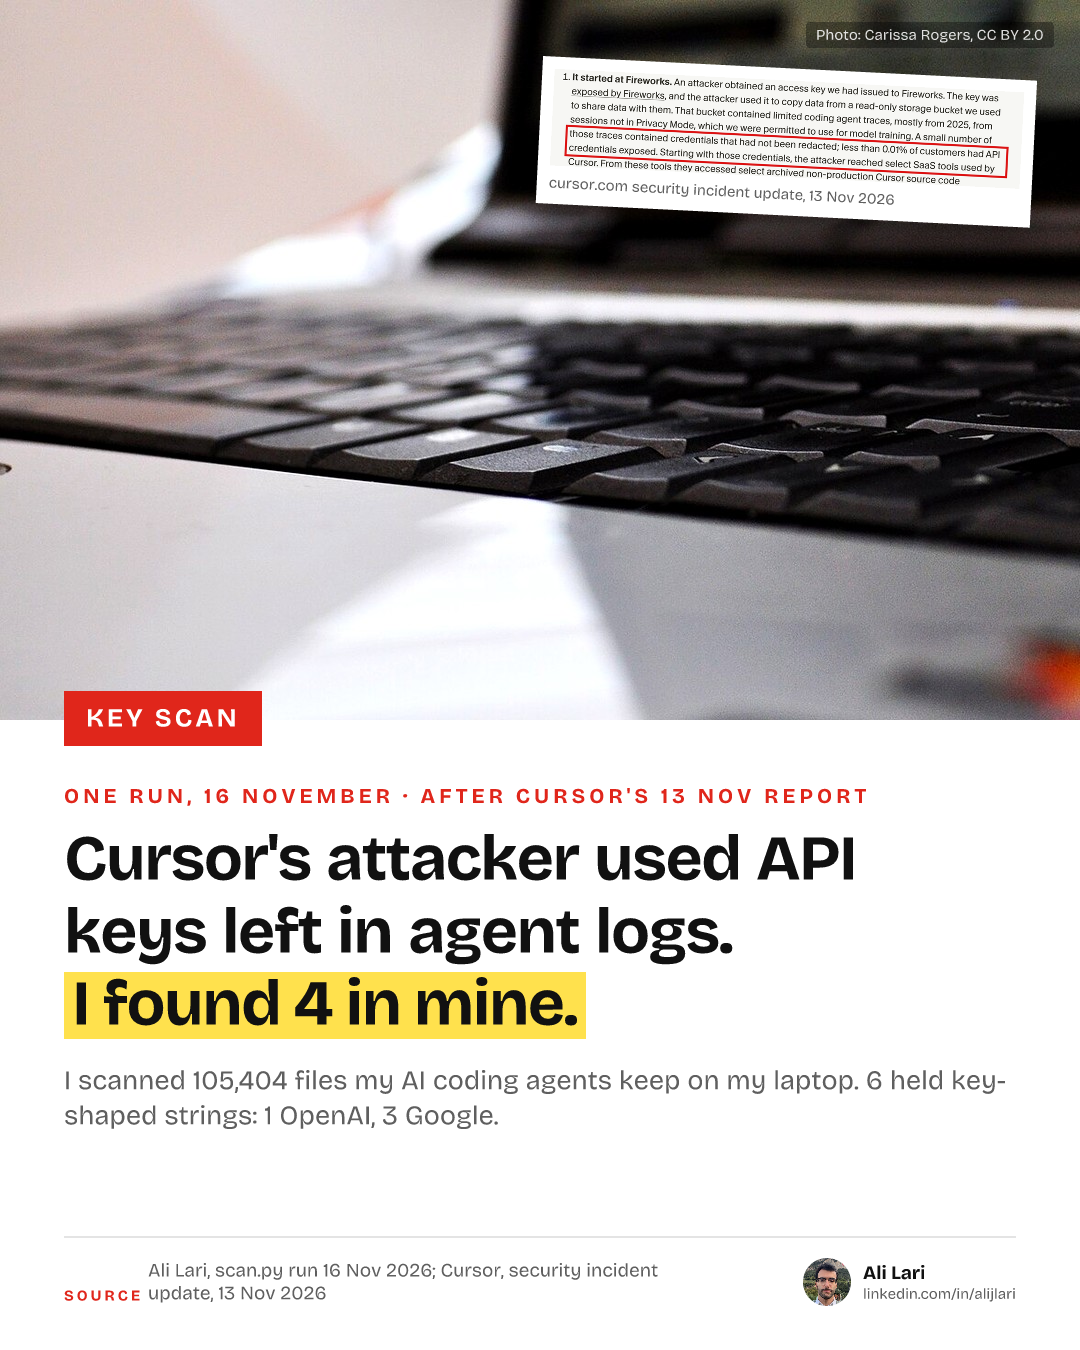 Photo: Carissa Rogers, CC BY 2.0
1. It started at Fireworks. An attacker obtained an access key we had issued to Fireworks. The key was
exposed by Fireworks, and the attacker used it to copy data from a read-only storage bucket we used
to share data with them. That bucket contained limited coding agent traces, mostly from 2025, from
sessions not in Privacy Mode, which we were permitted to use for model training. A small number of
those traces contained credentials that had not been redacted; less than 0.01% of customers had API
credentials exposed. Starting with those credentials, the attacker reached select SaaS tools used by
Cursor. From these tools they accessed select archived non-production Cursor source code
cursor.com security incident update, 13 Nov 2026
KEY SCAN
ONE RUN, 16 NOVEMBER · AFTER CURSOR'S 13 NOV REPORT
Cursor's attacker used API
keys left in agent logs.
I found 4 in mine.
I scanned 105,404 files my AI coding agents keep on my laptop. 6 held key-
shaped strings: 1 OpenAI, 3 Google.
SOURCE Ali Lari, scan.py run 16 Nov 2026; Cursor, security incident
update, 13 Nov 2026
Ali Lari
linkedin.com/in/alijlari